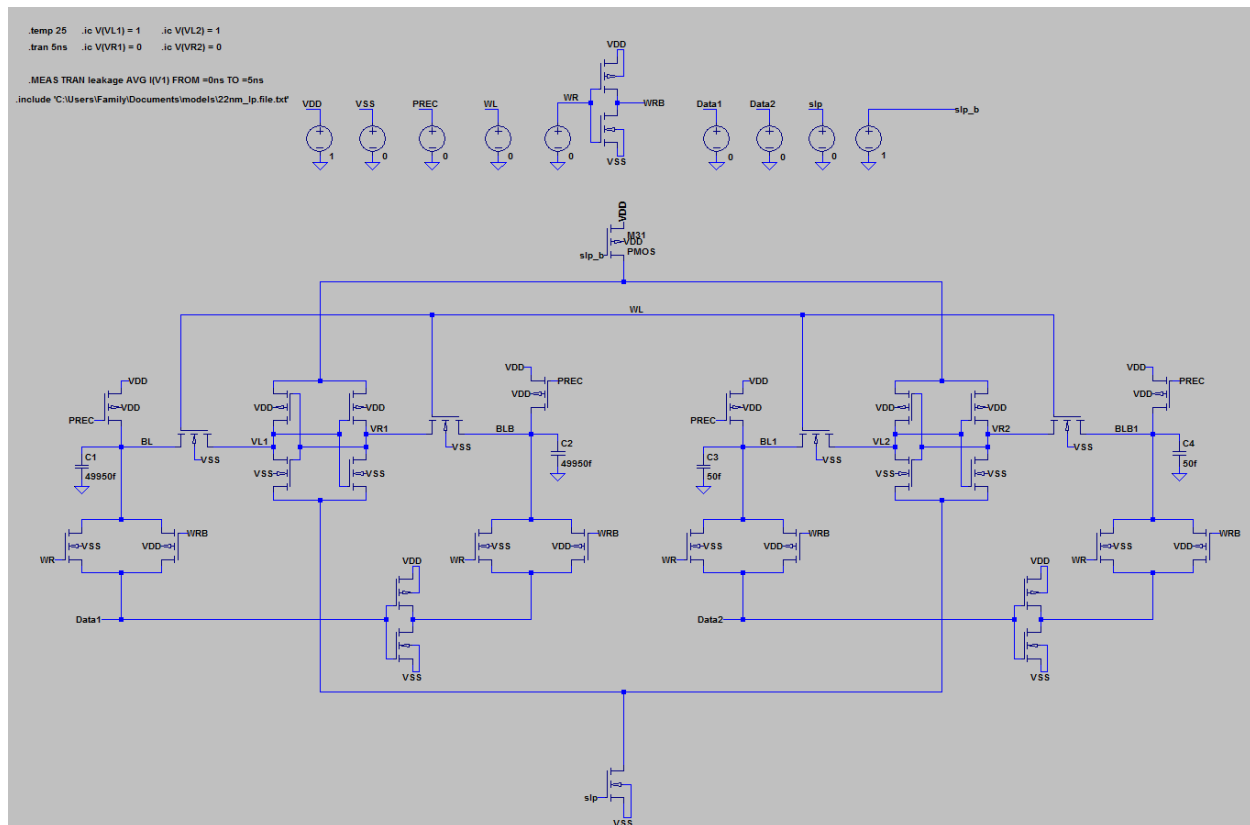 .temp 25 .ic V(VL1) = 1 .ic V(VL2) = 1
.tran 5ns .ic V(VR1) = 0 .ic V(VR2) = 0
.MEAS TRAN leakage AVG I(V1) FROM =0ns TO =5ns
.include 'C:\Users\Family\Documents\models\22nm_lp.file.txt'
VDD
VDD VSS PREC WL WR WRB Data1 Data2 slp slp_b
1 0 0 0 0 0 0 0 1
VSS
VDD
M31
VDD
PMOS
slp_b
WL
VDD VDD VDD VDD
PREC PREC
VDD VDD VDD VDD VDD VDD VDD VDD
PREC PREC
BL VL1 VR1 BLB BL1 VL2 VR2 BLB1
VSS VSS VSS VSS
C1 C2 C3 C4
49950f 49950f 50f 50f
VSS VSS VSS VSS
WRB WRB WRB WRB
VSS VDD VSS VDD VSS VDD VSS VDD
WR WR WR WR
VDD VDD
Data1 Data2
VSS VSS
slp
VSS